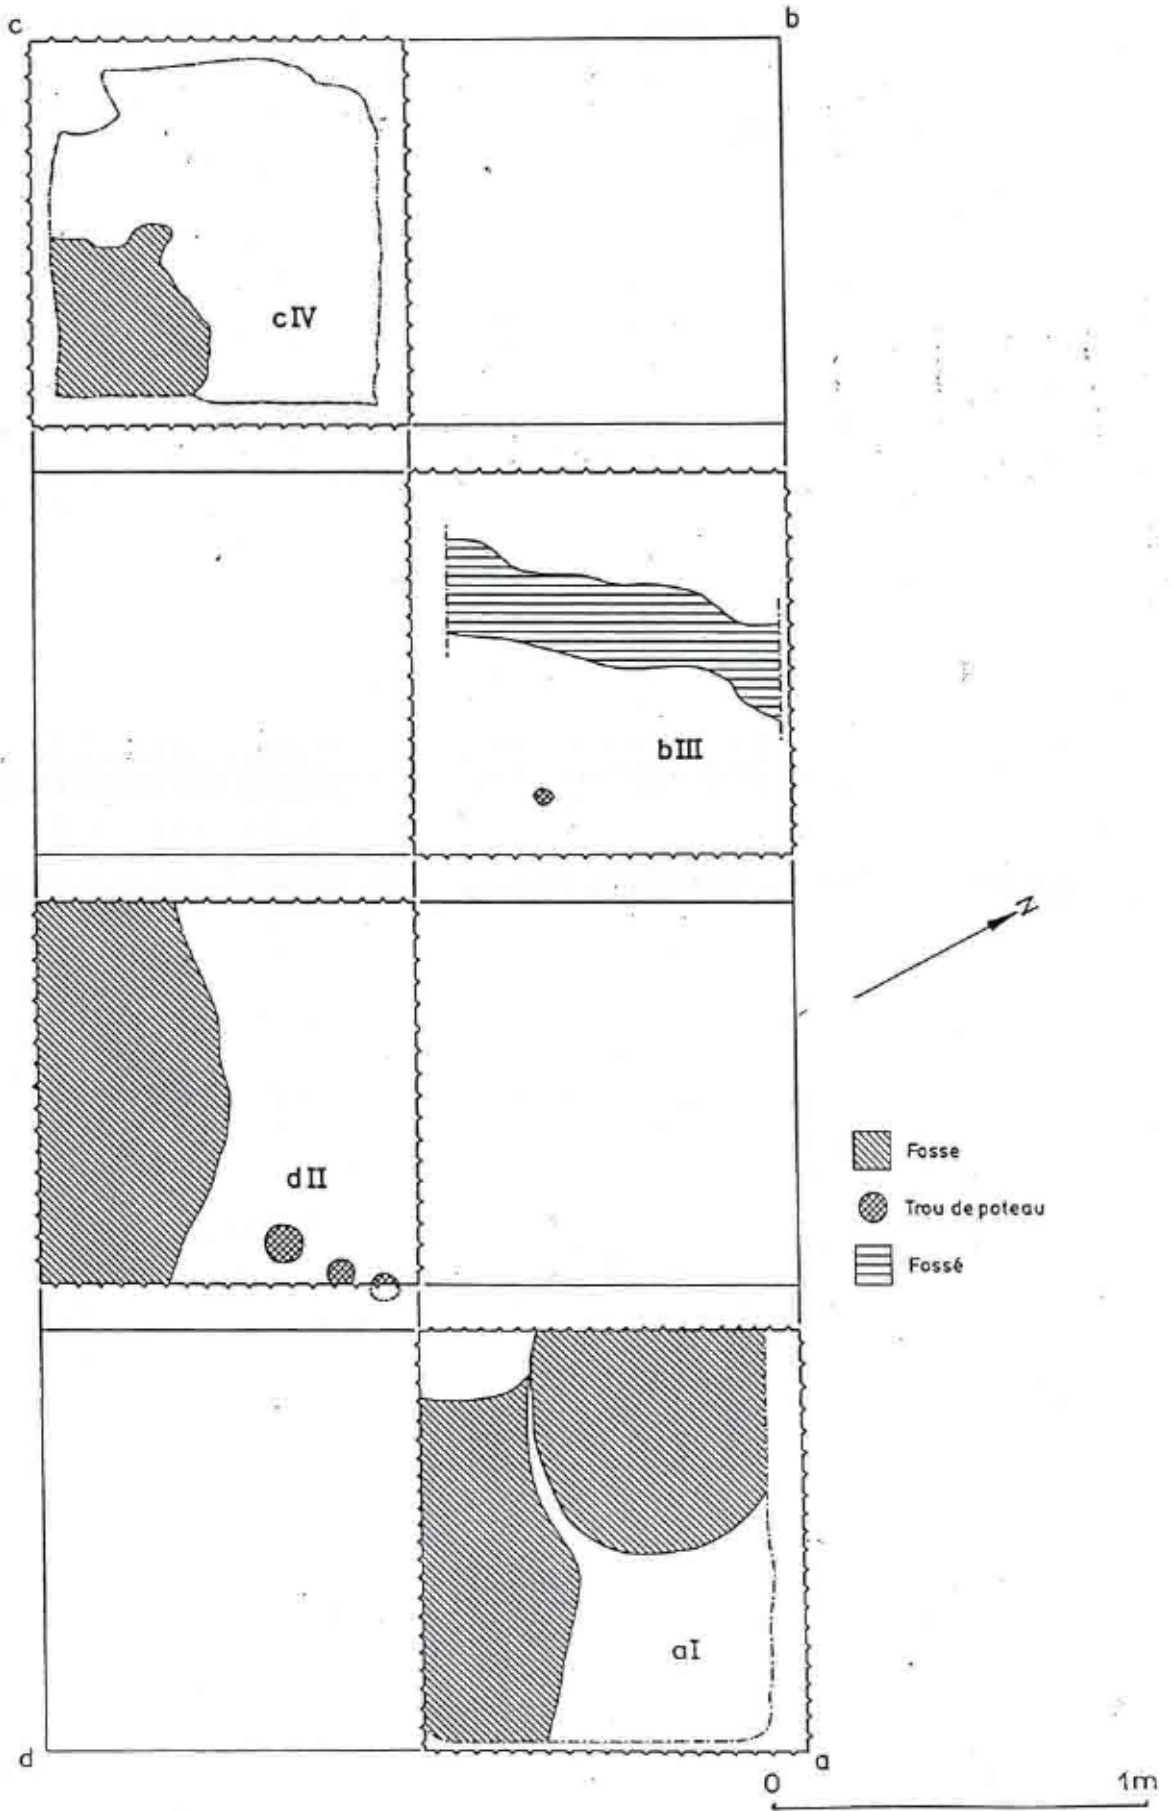 c
b
cIV
bIII
N
Fosse
dII
Trou de poteau
Fossé
aI
d
a
0 1m